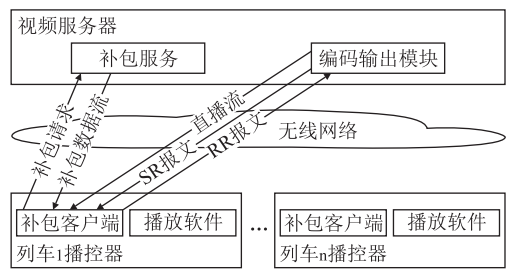 视频服务器
补包服务
编码输出模块
补包请求
补包数据流
直播流
SR报文
RR报文
无线网络
补包客户端
播放软件
...
补包客户端
播放软件
列车1播控器
列车n播控器